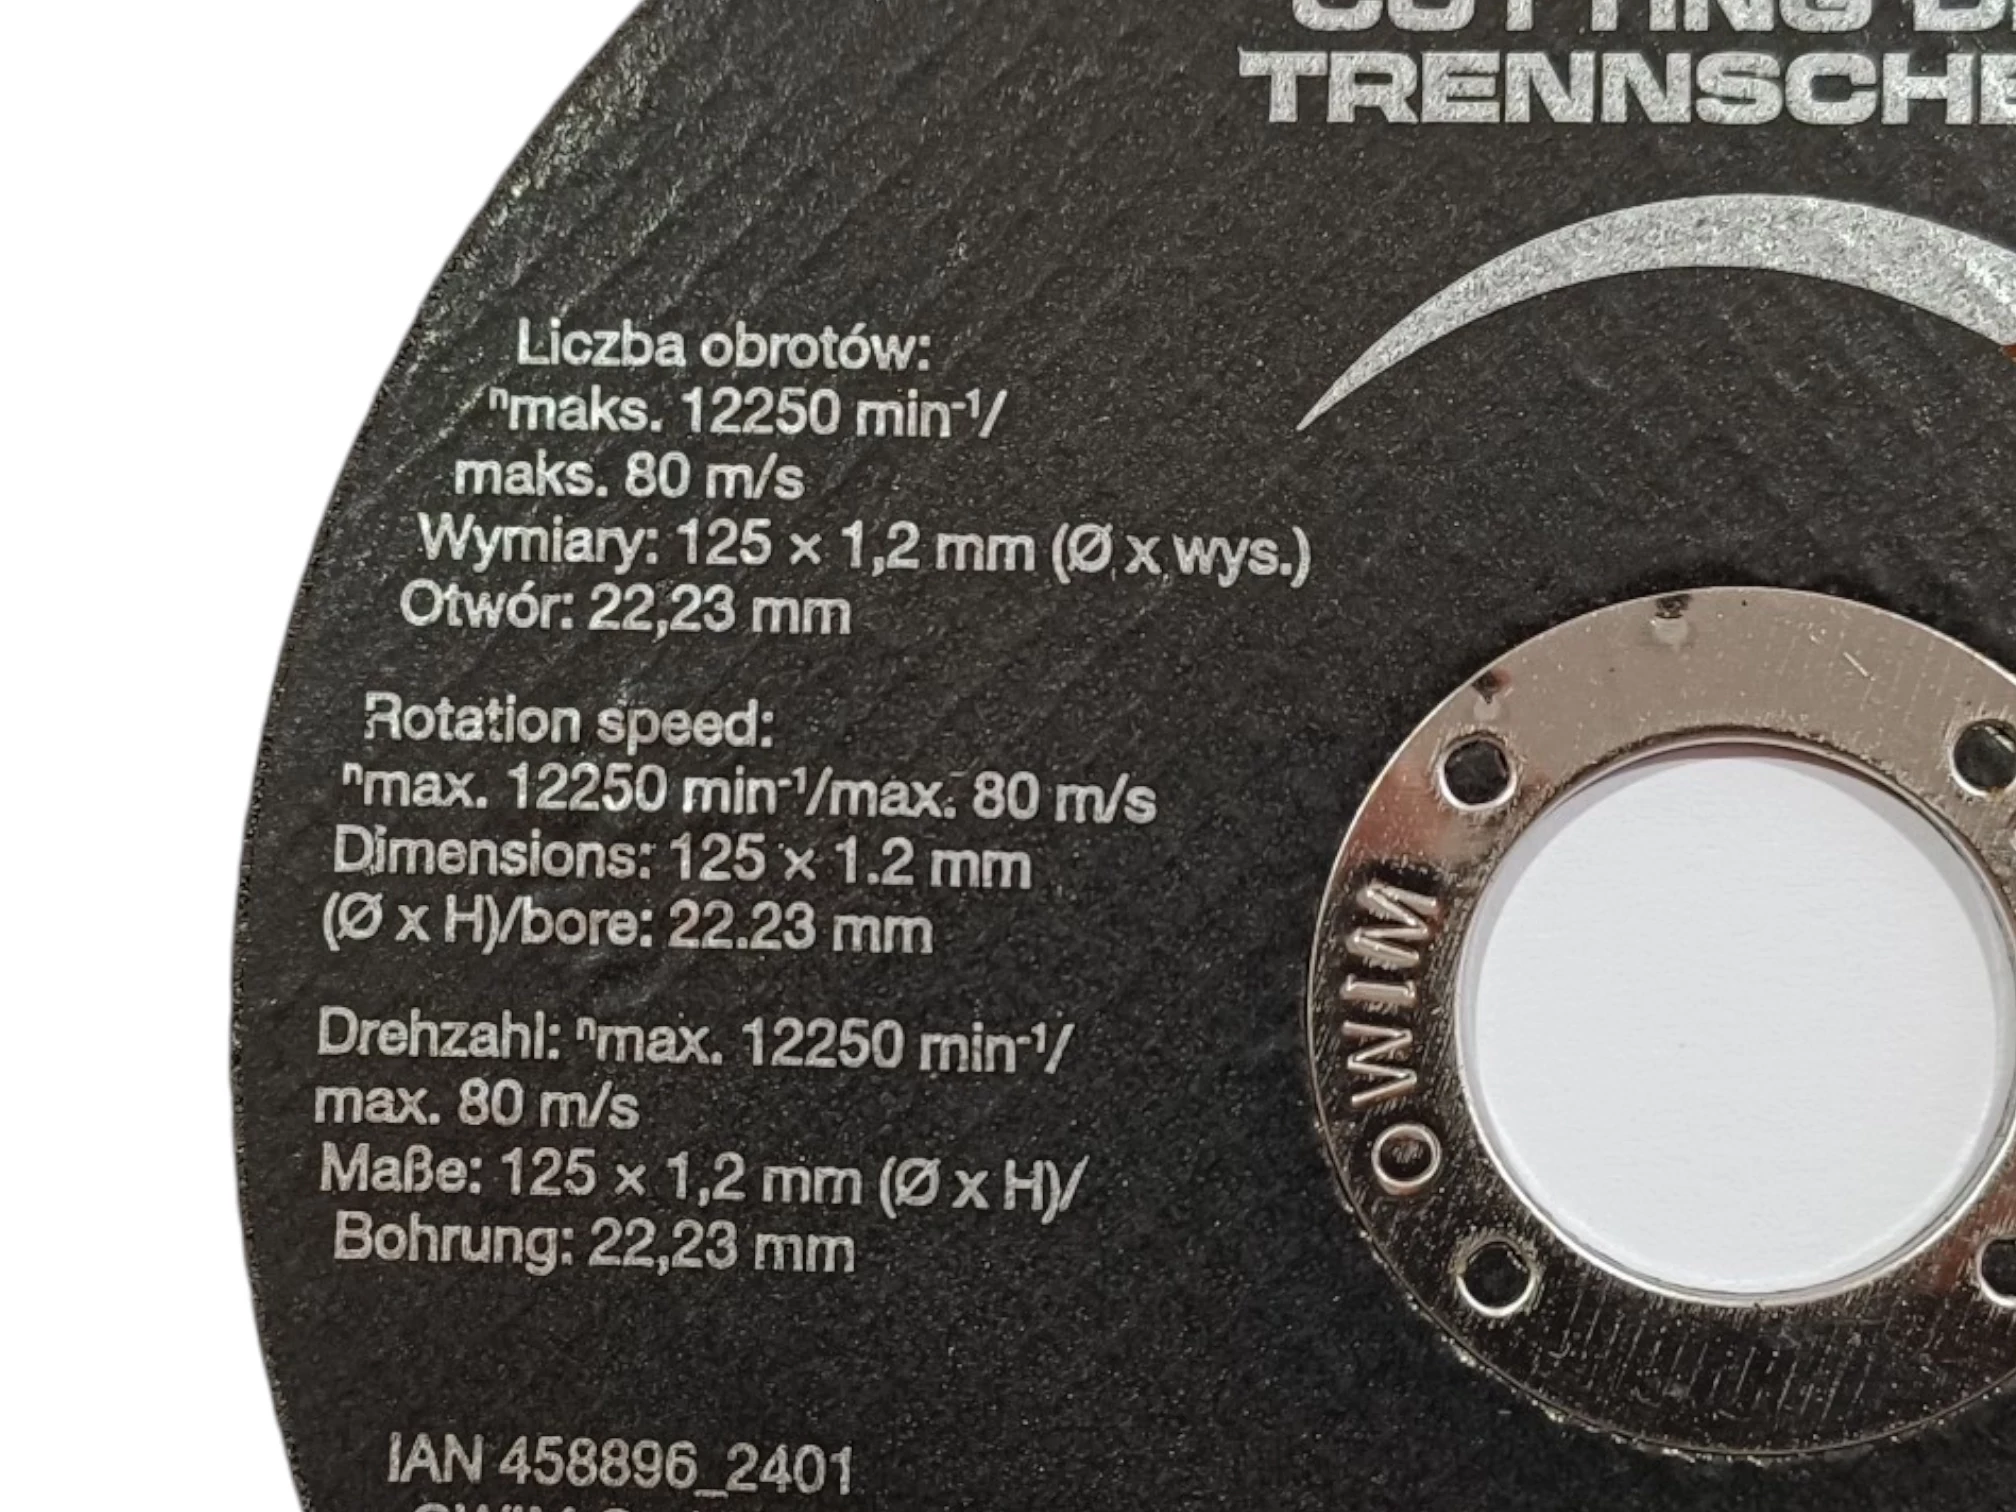 CUTTING
TRENNSCHE
Liczba obrotów:
ⁿmaks. 12250 min⁻¹/
maks. 80 m/s
Wymiary: 125 × 1,2 mm (Ø x wys.)
Otwór: 22,23 mm
Rotation speed:
ⁿmax. 12250 min⁻¹/max. 80 m/s
Dimensions: 125 × 1.2 mm
(Ø x H)/bore: 22.23 mm
Drehzahl: ⁿmax. 12250 min⁻¹/
max. 80 m/s
Maße: 125 × 1,2 mm (Ø x H)/
Bohrung: 22,23 mm
IAN 458896_2401
OWIM